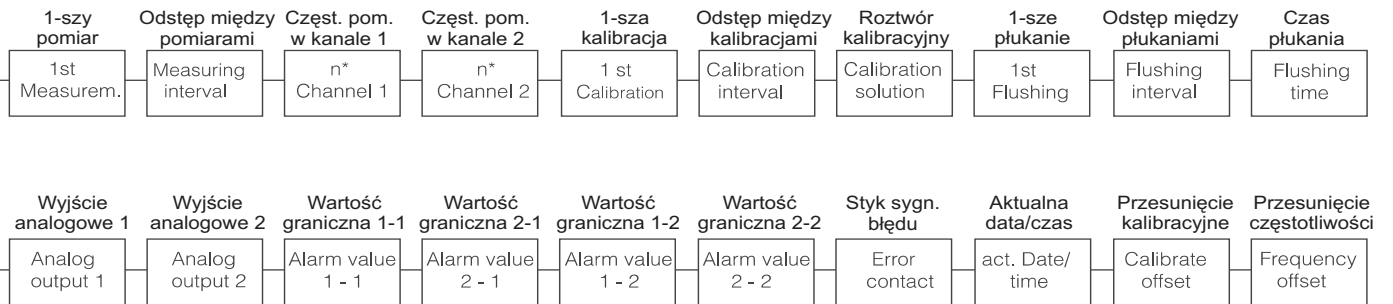 1-szy pomiar
Odstęp między pomiarami
Częst. pom. w kanale 1
Częst. pom. w kanale 2
1-sza kalibracja
Odstęp między kalibracjami
Roztwór kalibracyjny
1-sze płukanie
Odstęp między płukaniami
Czas płukania
1st Measurem.
Measuring interval
n* Channel 1
n* Channel 2
1 st Calibration
Calibration interval
Calibration solution
1st Flushing
Flushing interval
Flushing time
Wyjście analogowe 1
Wyjście analogowe 2
Wartość graniczna 1-1
Wartość graniczna 2-1
Wartość graniczna 1-2
Wartość graniczna 2-2
Styk sygn. błędu
Aktualna data/czas
Przesunięcie kalibracyjne
Przesunięcie częstotliwości
Analog output 1
Analog output 2
Alarm value 1 - 1
Alarm value 2 - 1
Alarm value 1 - 2
Alarm value 2 - 2
Error contact
act. Date/ time
Calibrate offset
Frequency offset